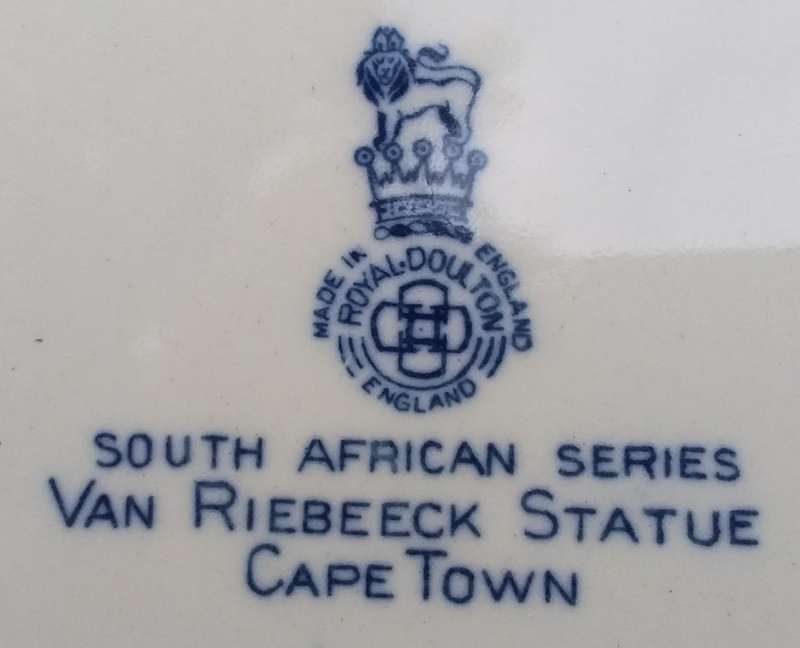 MADE IN ENGLAND
ROYAL·DOULTON
ENGLAND
SOUTH AFRICAN SERIES
VAN RIEBEECK STATUE
CAPE TOWN